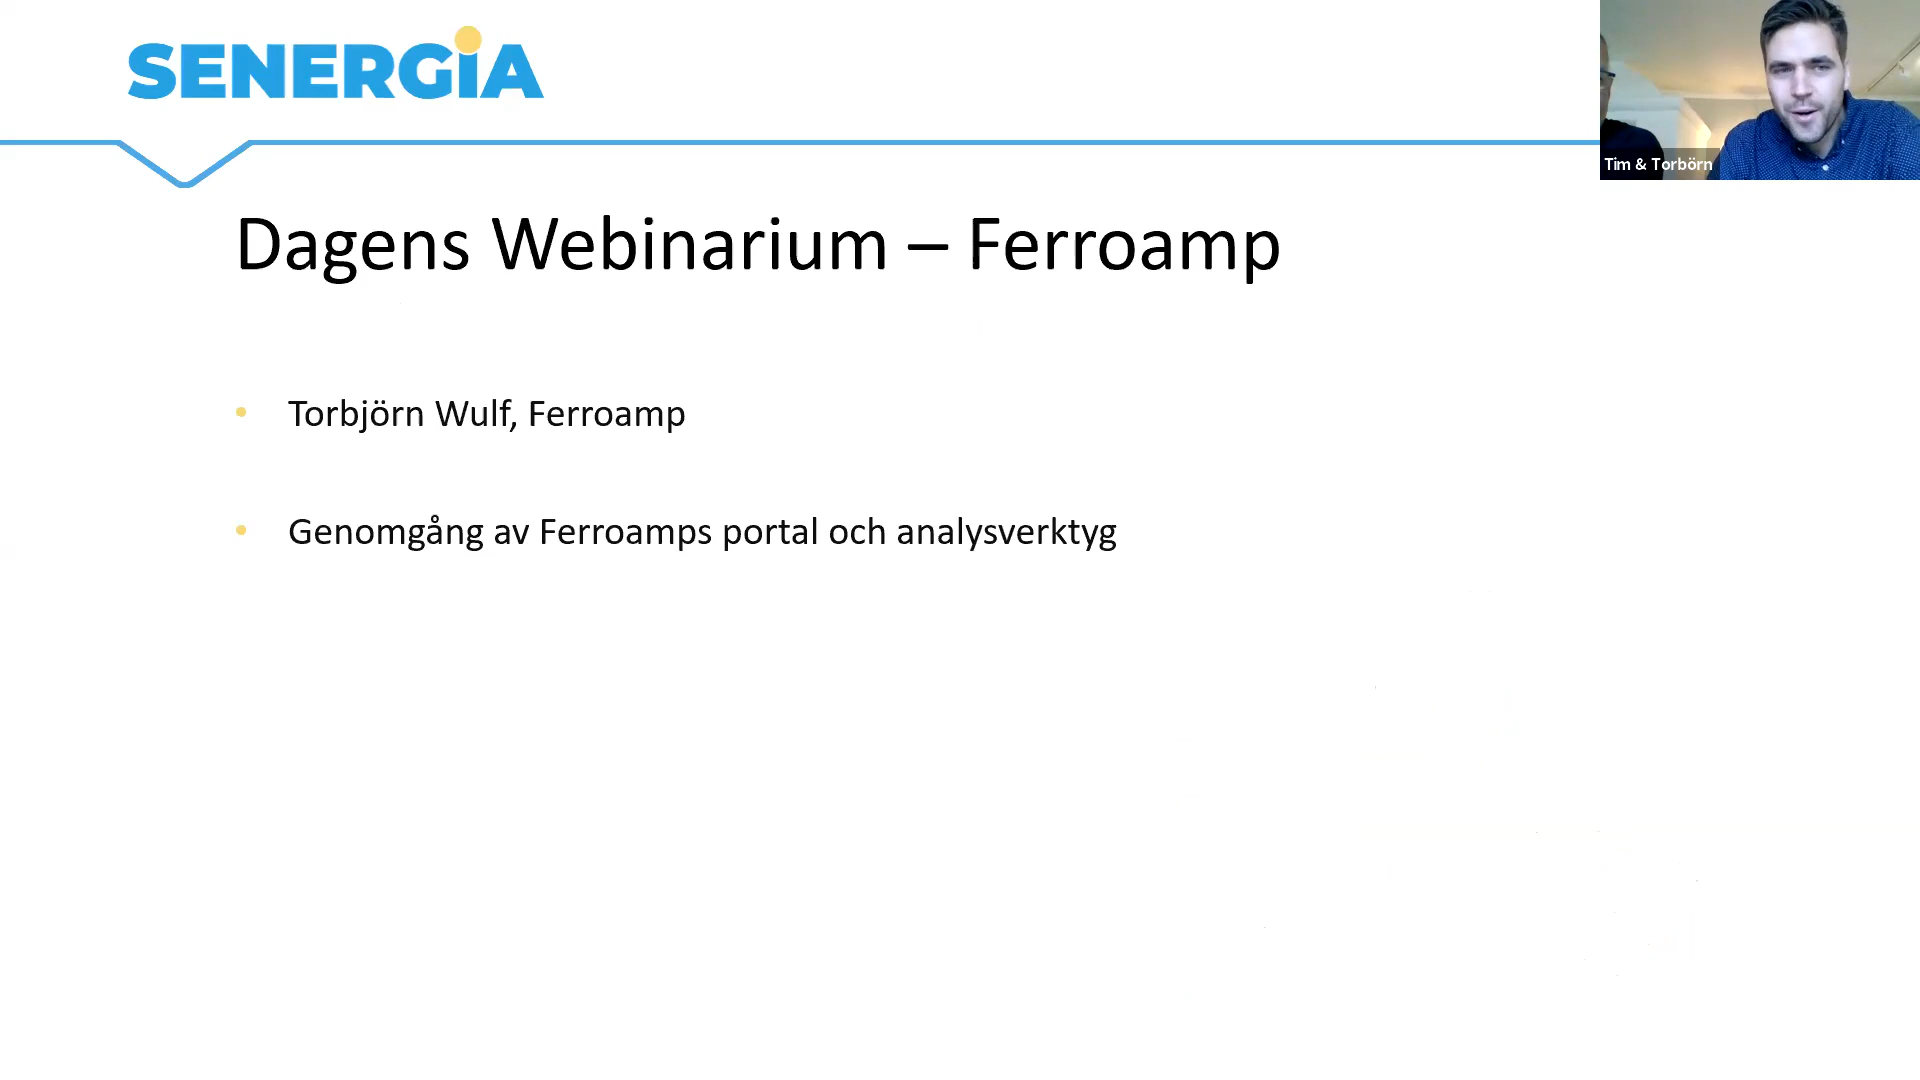 SENERGiA
Tim & Torbörn
Dagens Webinarium – Ferroamp
• Torbjörn Wulf, Ferroamp
• Genomgång av Ferroamps portal och analysverktyg